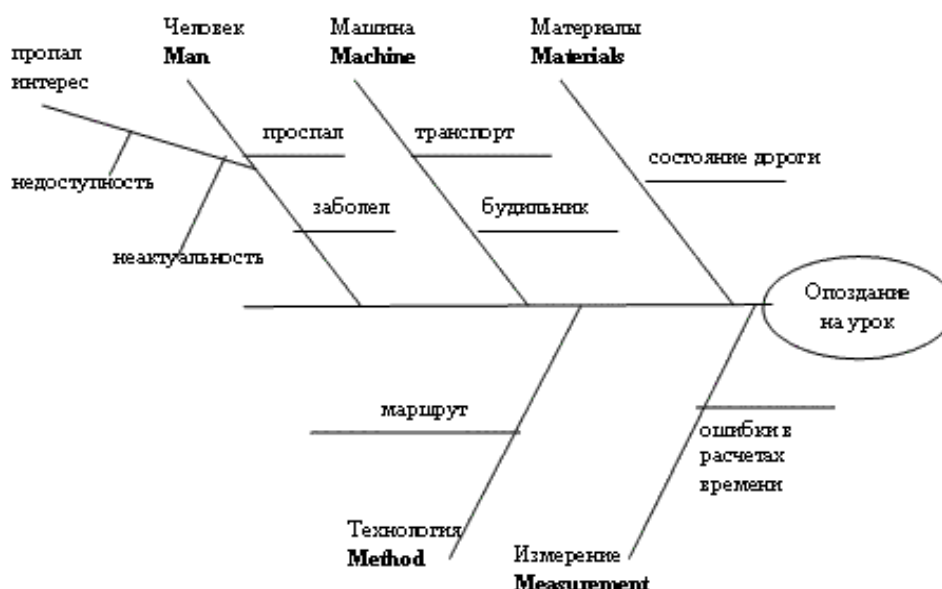 Человек
Man
Машина
Machine
Материалы
Materials
пропал
интерес
проспал
транспорт
состояние дороги
недоступность
заболел
будильник
неактуальность
Опоздание
на урок
маршрут
ошибки в
расчетах
времени
Технология
Method
Измерение
Measurement